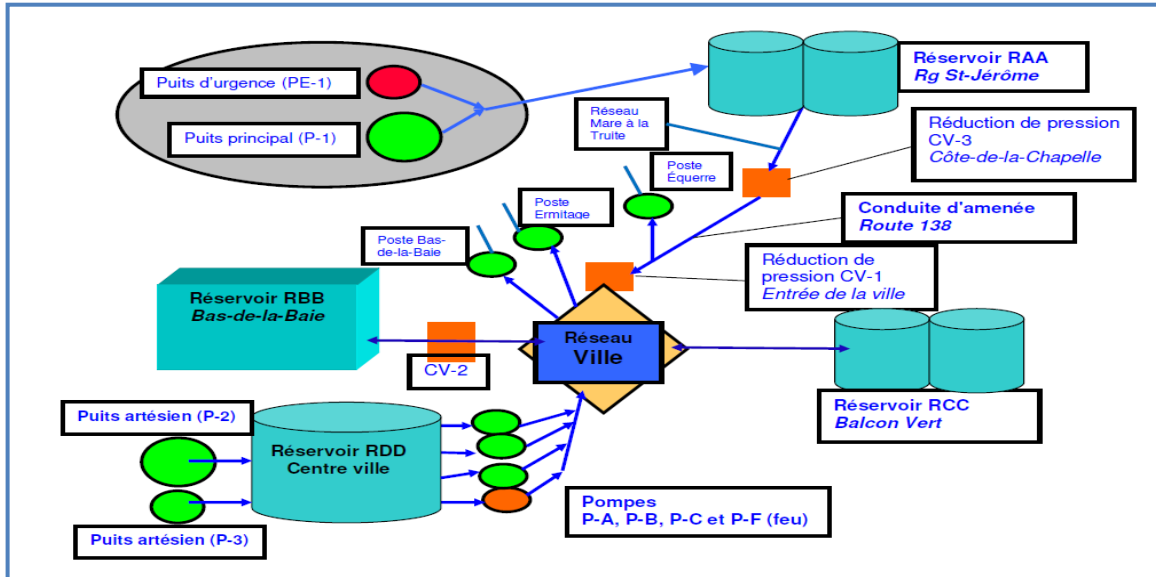 Puits d'urgence (PE-1)
Puits principal (P-1)
Réservoir RAA
Rg St-Jérôme
Réseau
Mare à la
Truite
Réduction de pression
CV-3
Côte-de-la-Chapelle
Poste
Équerre
Poste
Ermitage
Conduite d'amenée
Route 138
Poste Bas-
de-la-Baie
Réduction de
pression CV-1
Entrée de la ville
Réservoir RBB
Bas-de-la-Baie
Réseau
Ville
CV-2
Réservoir RCC
Balcon Vert
Puits artésien (P-2)
Réservoir RDD
Centre ville
Pompes
P-A, P-B, P-C et P-F (feu)
Puits artésien (P-3)